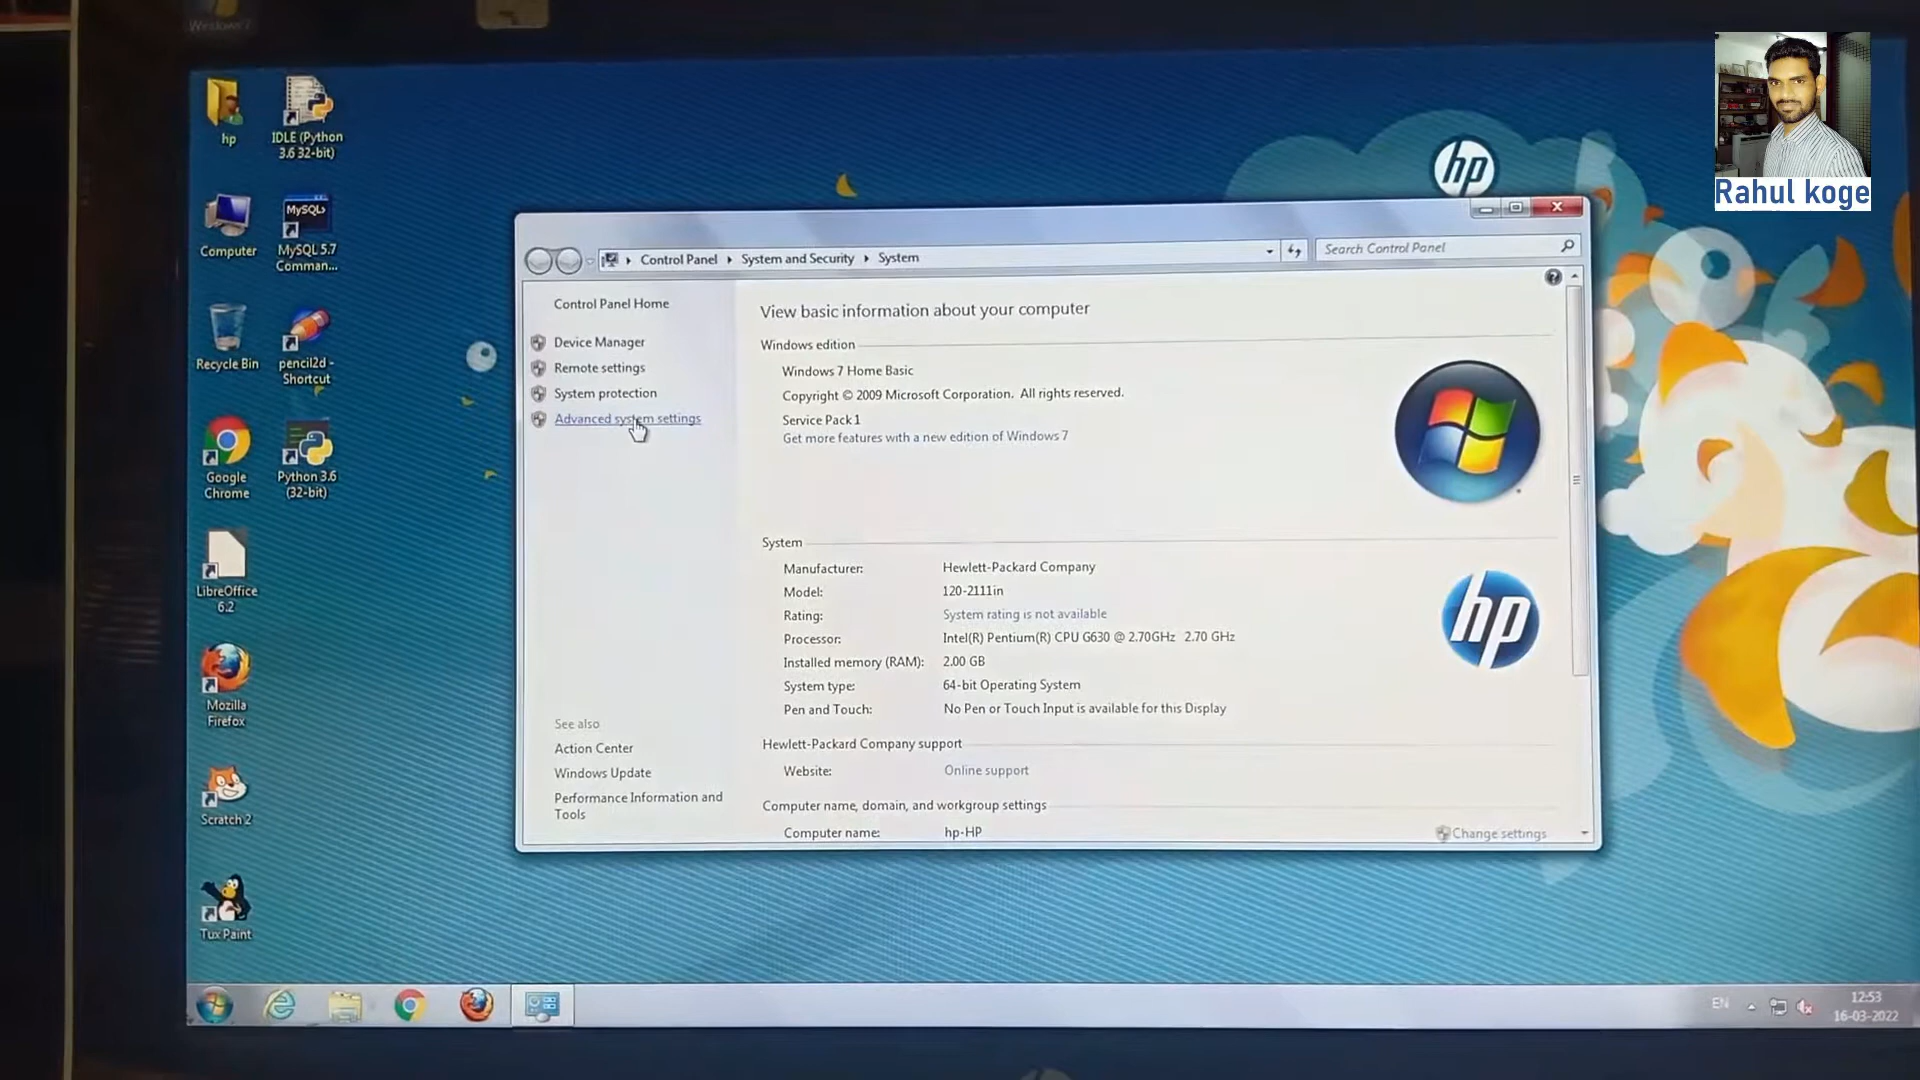 Windows 7
hp
IDLE (Python
3.6 32-bit)
Computer
MySQL>
MySQL 5.7
Comman...
Recycle Bin
pencil2d -
Shortcut
Google
Chrome
Python 3.6
(32-bit)
LibreOffice
6.2
Mozilla
Firefox
Scratch 2
Tux Paint
hp
Rahul koge
Control Panel
System and Security
System
Search Control Panel
Control Panel Home
Device Manager
Remote settings
System protection
Advanced system settings
See also
Action Center
Windows Update
Performance Information and
Tools
View basic information about your computer
Windows edition
Windows 7 Home Basic
Copyright © 2009 Microsoft Corporation. All rights reserved.
Service Pack 1
Get more features with a new edition of Windows 7
System
Manufacturer: Hewlett-Packard Company
Model: 120-2111in
Rating: System rating is not available
Processor: Intel(R) Pentium(R) CPU G630 @ 2.70GHz 2.70 GHz
Installed memory (RAM): 2.00 GB
System type: 64-bit Operating System
Pen and Touch: No Pen or Touch Input is available for this Display
hp
Hewlett-Packard Company support
Website: Online support
Computer name, domain, and workgroup settings
Computer name: hp-HP
Change settings
EN
12:53
16-03-2022